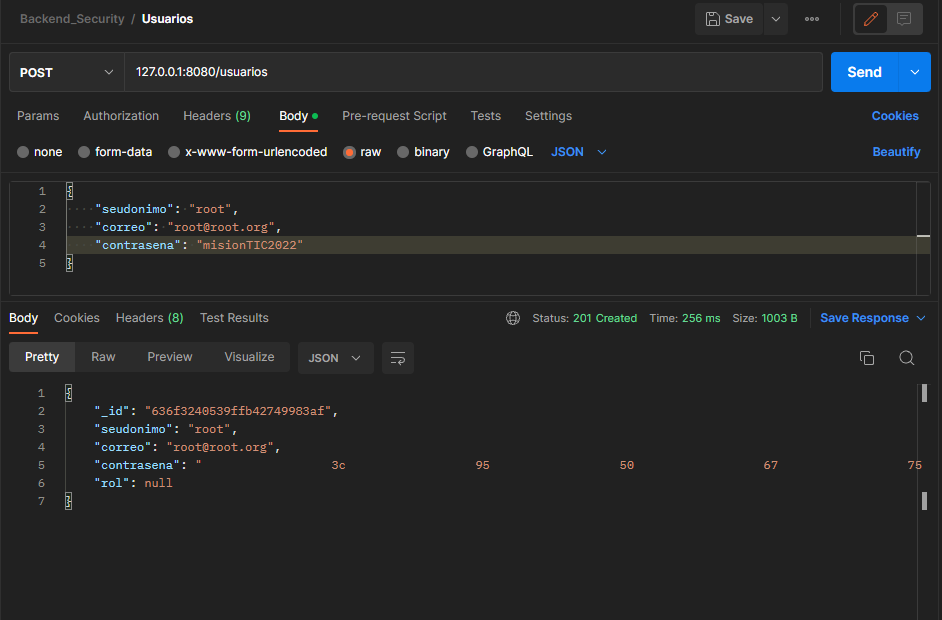 Backend_Security / Usuarios
Save
POST 127.0.0.1:8080/usuarios Send
Params Authorization Headers (9) Body Pre-request Script Tests Settings Cookies
none form-data x-www-form-urlencoded raw binary GraphQL JSON Beautify
1 {
2 "seudonimo": "root",
3 "correo": "root@root.org",
4 "contrasena": "misionTIC2022"
5 }
Body Cookies Headers (8) Test Results Status: 201 Created Time: 256 ms Size: 1003 B Save Response
Pretty Raw Preview Visualize JSON
1 {
2 "_id": "636f3240539ffb42749983af",
3 "seudonimo": "root",
4 "correo": "root@root.org",
5 "contrasena": " 3c 95 50 67 75
6 "rol": null
7 }